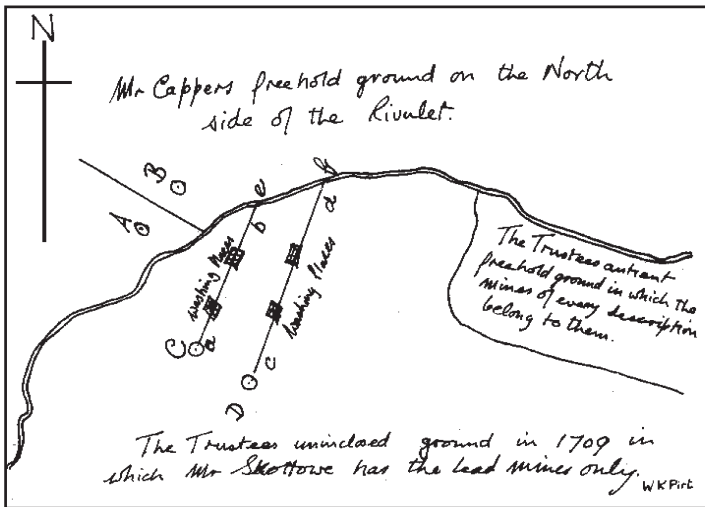 N
Mr Cappers freehold ground on the North
side of the Rivulet.
B
A
e
b
washing Places
C
a
f
d
Washing Places
D
c
The Trustees antient
freehold ground in which the
mines of every description
belong to them.
The Trustees uninclosed ground in 1709 in
which Mr Skottowe has the lead mines only.
WKPirt